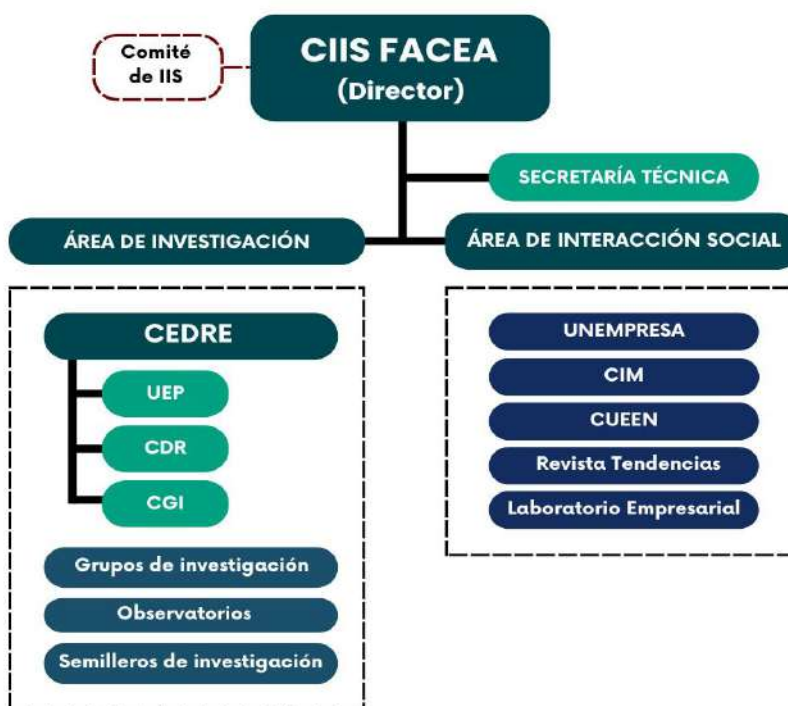 Comité
de IIS
CIIS FACEA
(Director)
SECRETARÍA TÉCNICA
ÁREA DE INVESTIGACIÓN
ÁREA DE INTERACCIÓN SOCIAL
CEDRE
UEP
CDR
CGI
Grupos de investigación
Observatorios
Semilleros de investigación
UNEMPRESA
CIM
CUEEN
Revista Tendencias
Laboratorio Empresarial